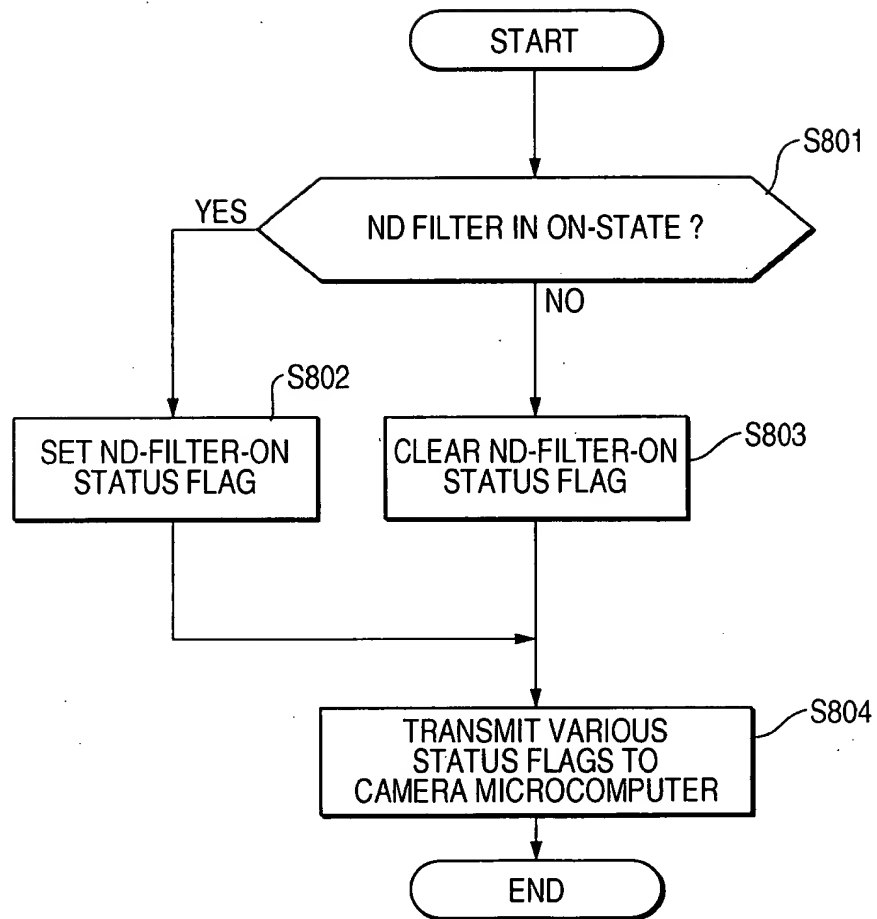 START
S801
YES
ND FILTER IN ON-STATE ?
NO
S802
SET ND-FILTER-ON
STATUS FLAG
S803
CLEAR ND-FILTER-ON
STATUS FLAG
S804
TRANSMIT VARIOUS
STATUS FLAGS TO
CAMERA MICROCOMPUTER
END